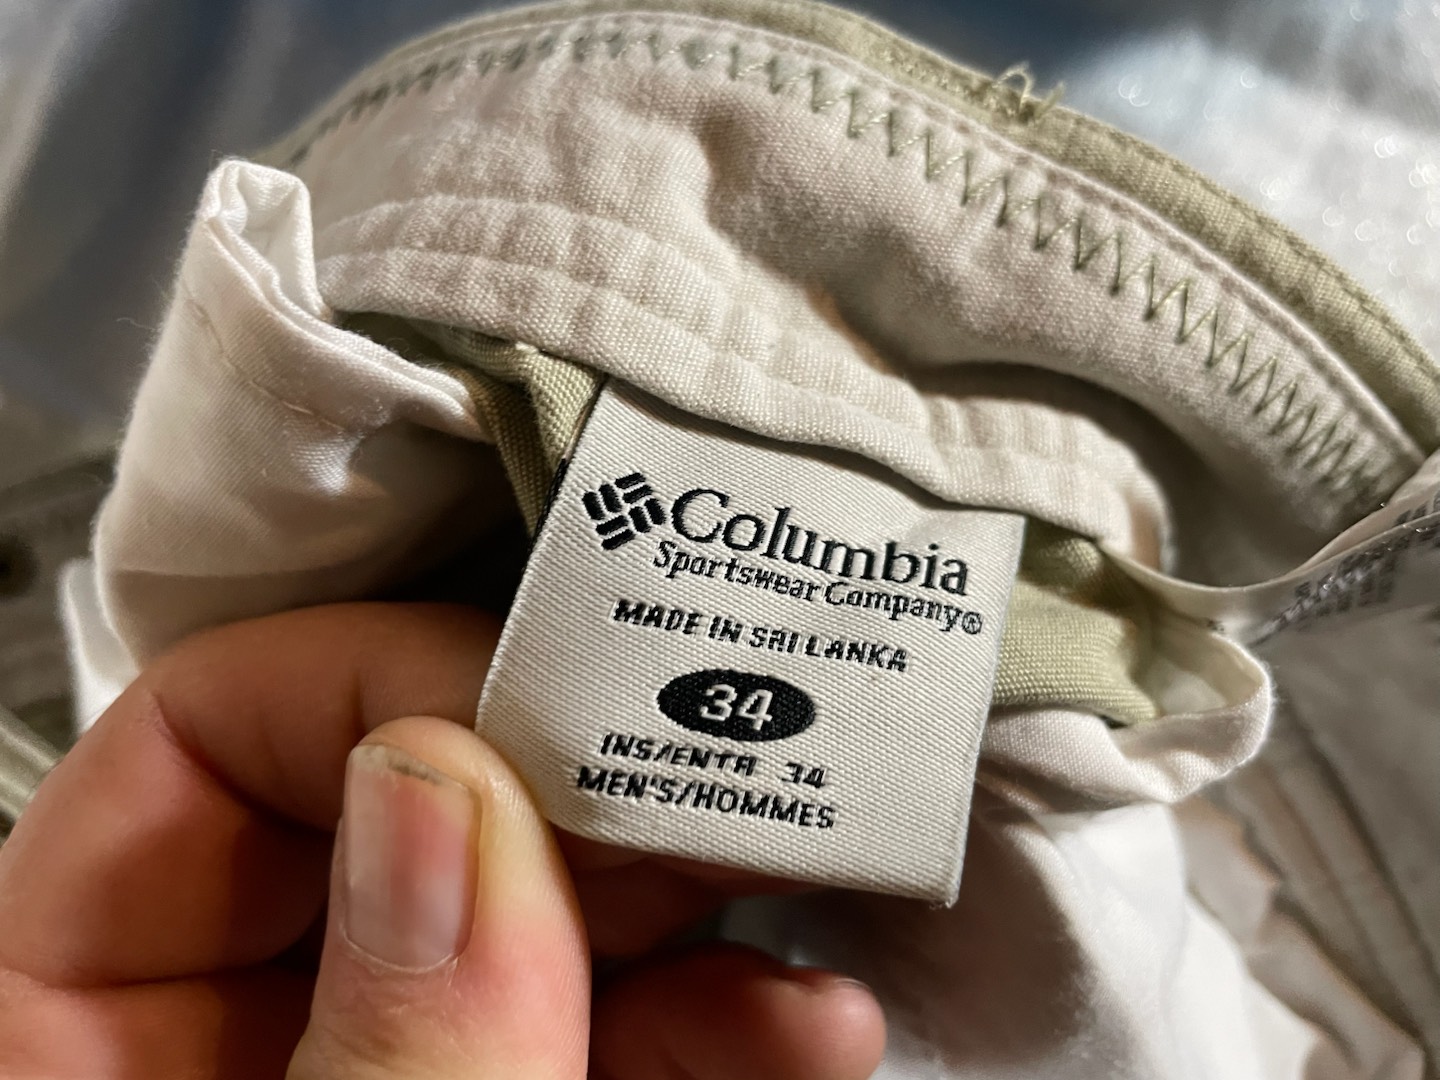 Columbia
Sportswear Company®
MADE IN SRI LANKA
34
INS/ENTR 34
MEN'S/HOMMES